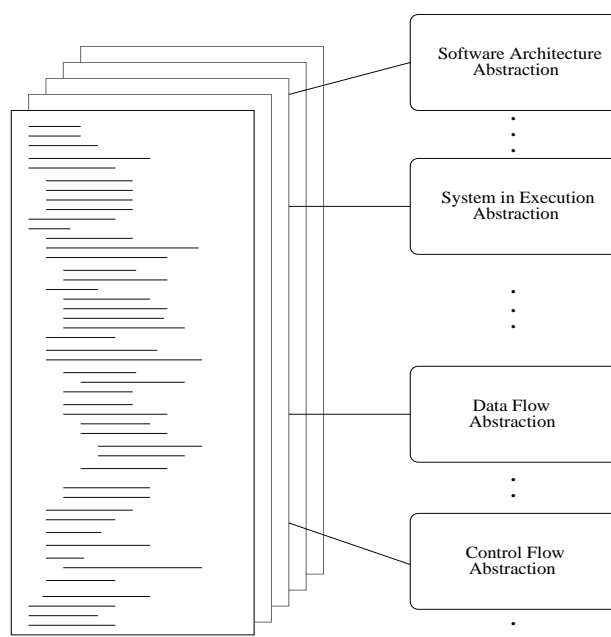 Software Architecture
Abstraction
System in Execution
Abstraction
Data Flow
Abstraction
Control Flow
Abstraction